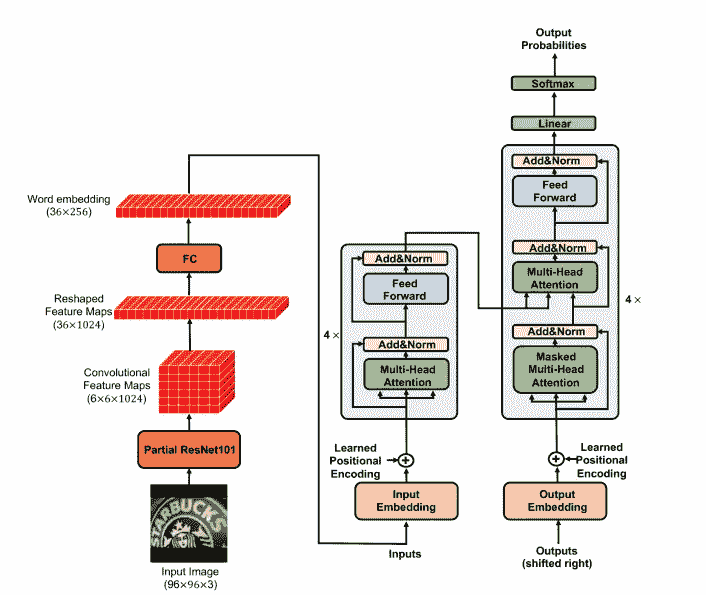 Output
Probabilities
Softmax
Linear
Add&Norm
Feed
Forward
Add&Norm
Multi-Head
Attention
4×
Add&Norm
Masked
Multi-Head
Attention
Learned
Positional
Encoding
Output
Embedding
Outputs
(shifted right)
Add&Norm
Feed
Forward
4×
Add&Norm
Multi-Head
Attention
Learned
Positional
Encoding
Input
Embedding
Inputs
Word embedding
(36×256)
FC
Reshaped
Feature Maps
(36×1024)
Convolutional
Feature Maps
(6×6×1024)
Partial ResNet101
STARBUCKS
Input Image
(96×96×3)